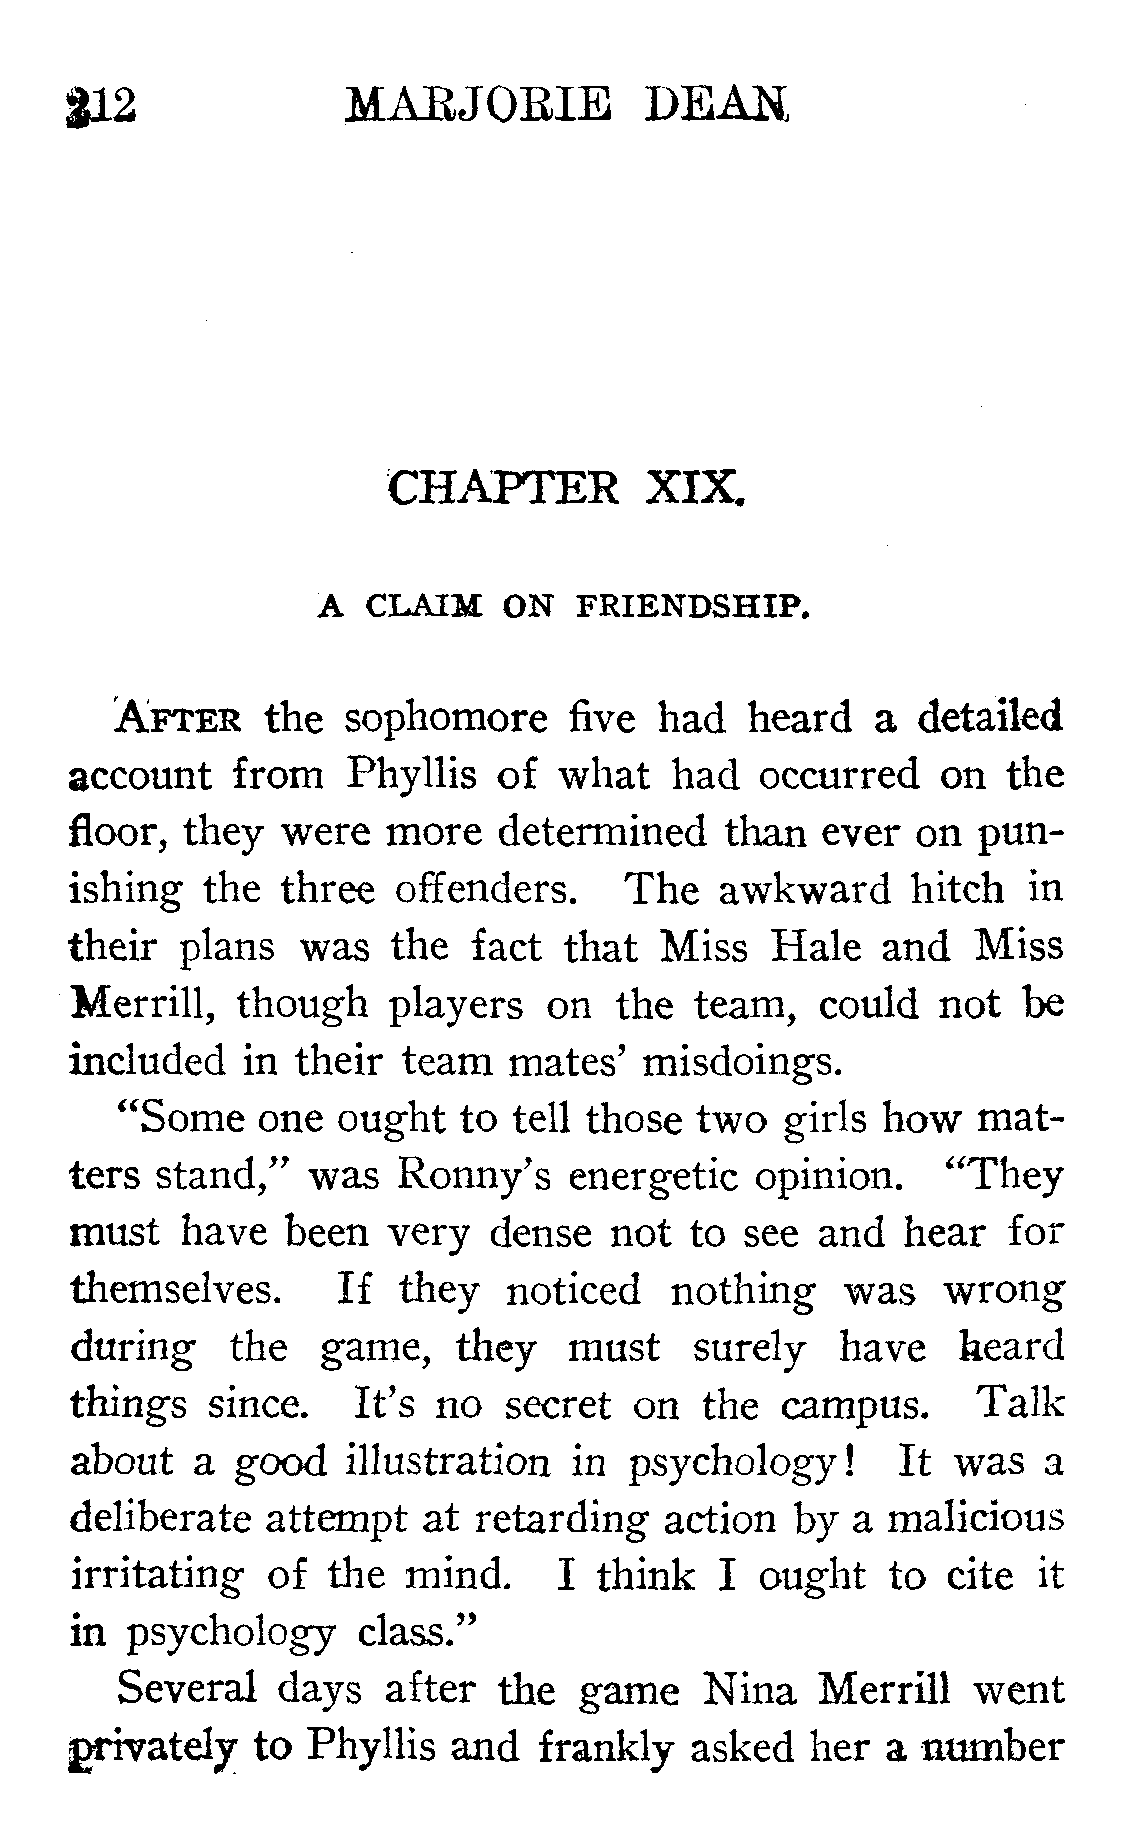 212 MARJORIE DEAN
CHAPTER XIX.
A CLAIM ON FRIENDSHIP.
AFTER the sophomore five had heard a detailed
account from Phyllis of what had occurred on the
floor, they were more determined than ever on pun-
ishing the three offenders. The awkward hitch in
their plans was the fact that Miss Hale and Miss
Merrill, though players on the team, could not be
included in their team mates' misdoings.
"Some one ought to tell those two girls how mat-
ters stand," was Ronny's energetic opinion. "They
must have been very dense not to see and hear for
themselves. If they noticed nothing was wrong
during the game, they must surely have heard
things since. It's no secret on the campus. Talk
about a good illustration in psychology! It was a
deliberate attempt at retarding action by a malicious
irritating of the mind. I think I ought to cite it
in psychology class."
Several days after the game Nina Merrill went
privately to Phyllis and frankly asked her a number